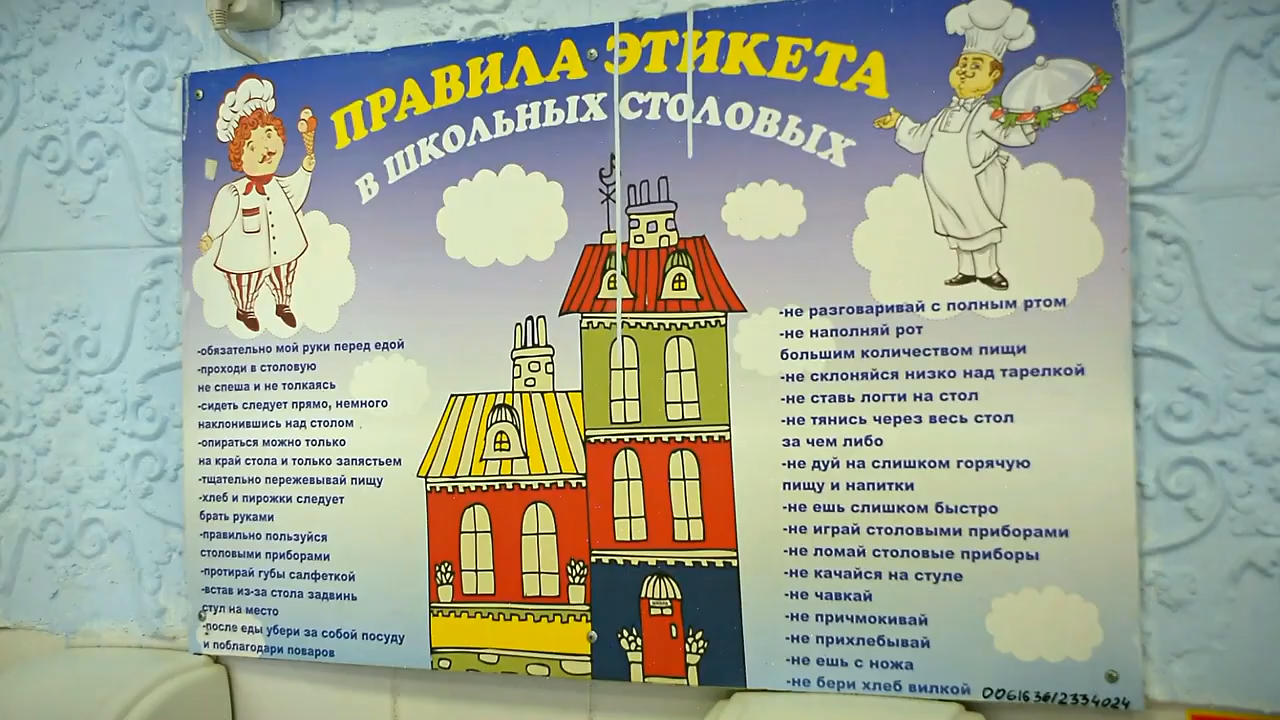 ПРАВИЛА ЭТИКЕТА
В ШКОЛЬНЫХ СТОЛОВЫХ
-обязательно мой руки перед едой
-проходи в столовую
не спеша и не толкаясь
-сидеть следует прямо, немного
наклонившись над столом
-опираться можно только
на край стола и только запястьем
-тщательно пережевывай пищу
-хлеб и пирожки следует
брать руками
-правильно пользуйся
столовыми приборами
-протирай губы салфеткой
-встав из-за стола задвинь
стул на место
-после еды убери за собой посуду
и поблагодари поваров
-не разговаривай с полным ртом
-не наполняй рот
большим количеством пищи
-не склоняйся низко над тарелкой
-не ставь логти на стол
-не тянись через весь стол
за чем либо
-не дуй на слишком горячую
пищу и напитки
-не ешь слишком быстро
-не играй столовыми приборами
-не ломай столовые приборы
-не качайся на стуле
-не чавкай
-не причмокивай
-не прихлебывай
-не ешь с ножа
-не бери хлеб вилкой
0061636/2334024